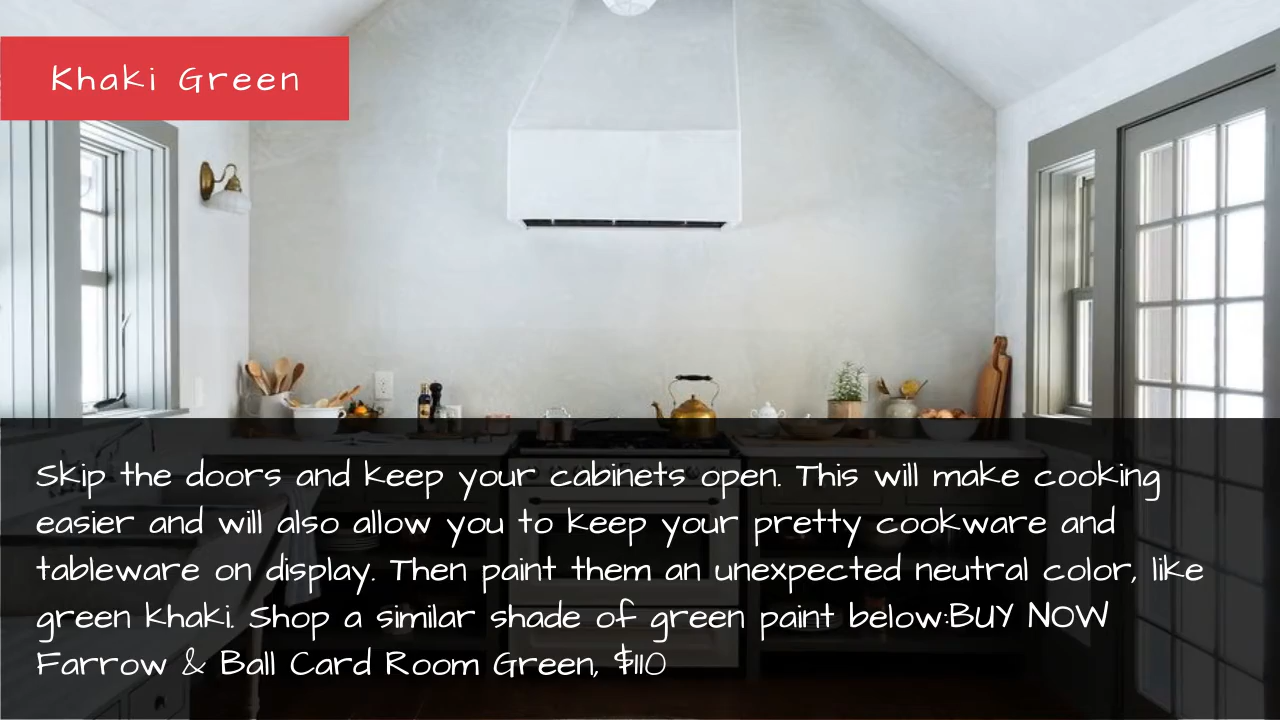 Khaki Green
Skip the doors and keep your cabinets open. This will make cooking
easier and will also allow you to keep your pretty cookware and
tableware on display. Then paint them an unexpected neutral color, like
green khaki. Shop a similar shade of green paint below:BUY NOW
Farrow & Ball Card Room Green, $110